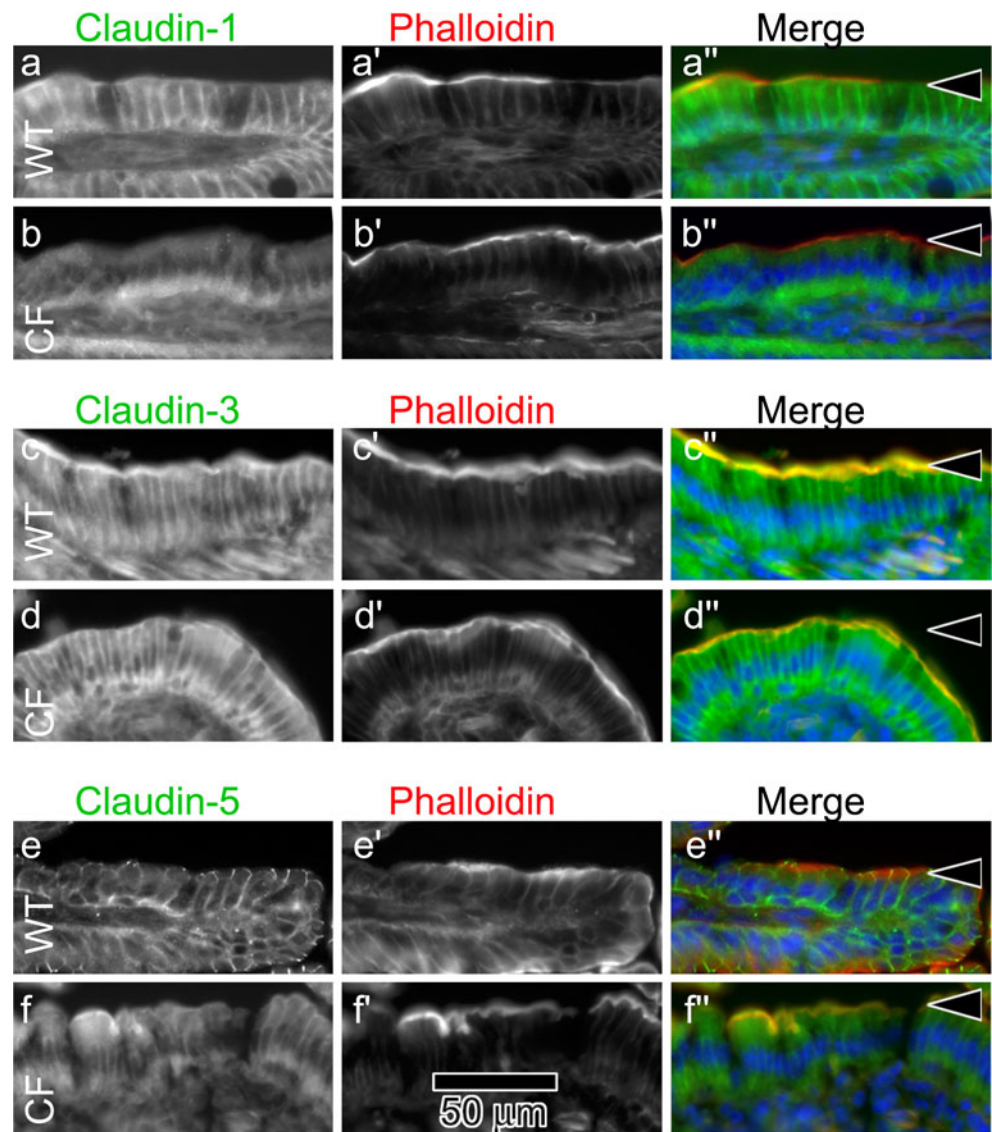 Claudin-1 Phalloidin Merge
a a' a"
WT
b b' b"
CF
Claudin-3 Phalloidin Merge
c c' c"
WT
d d' d"
CF
Claudin-5 Phalloidin Merge
e e' e"
WT
f f' f"
CF
50 µm